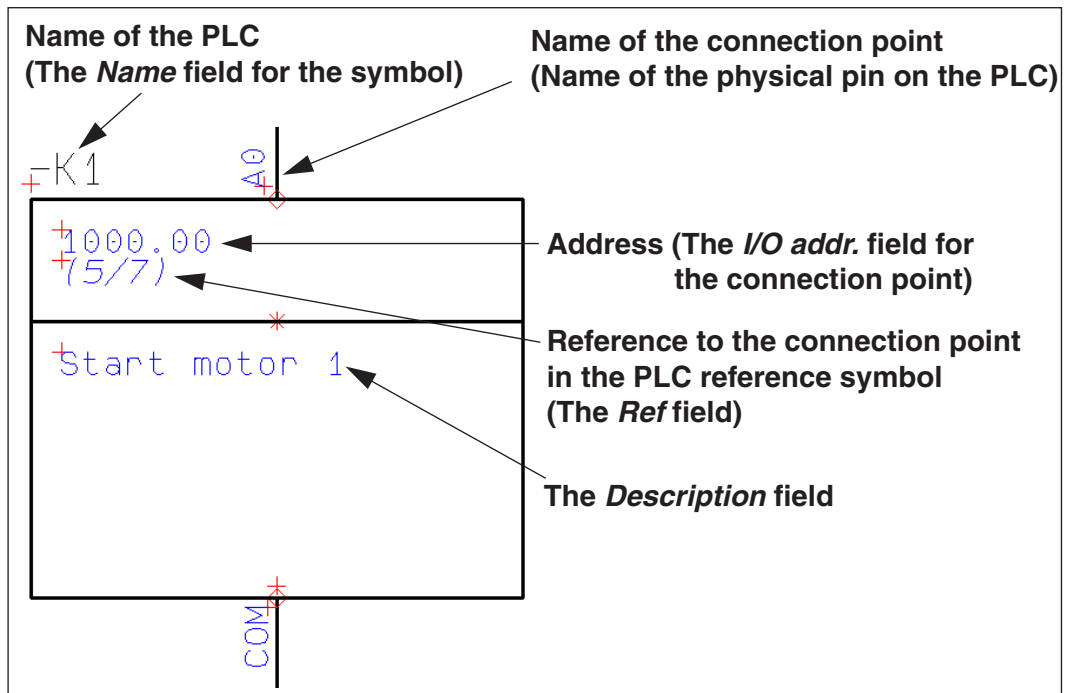 Name of the PLC
(The Name field for the symbol)
Name of the connection point
(Name of the physical pin on the PLC)
-K1
A0
1000.00
(5/7)
Address (The I/O addr. field for
the connection point)
Reference to the connection point
in the PLC reference symbol
(The Ref field)
Start motor 1
The Description field
COM